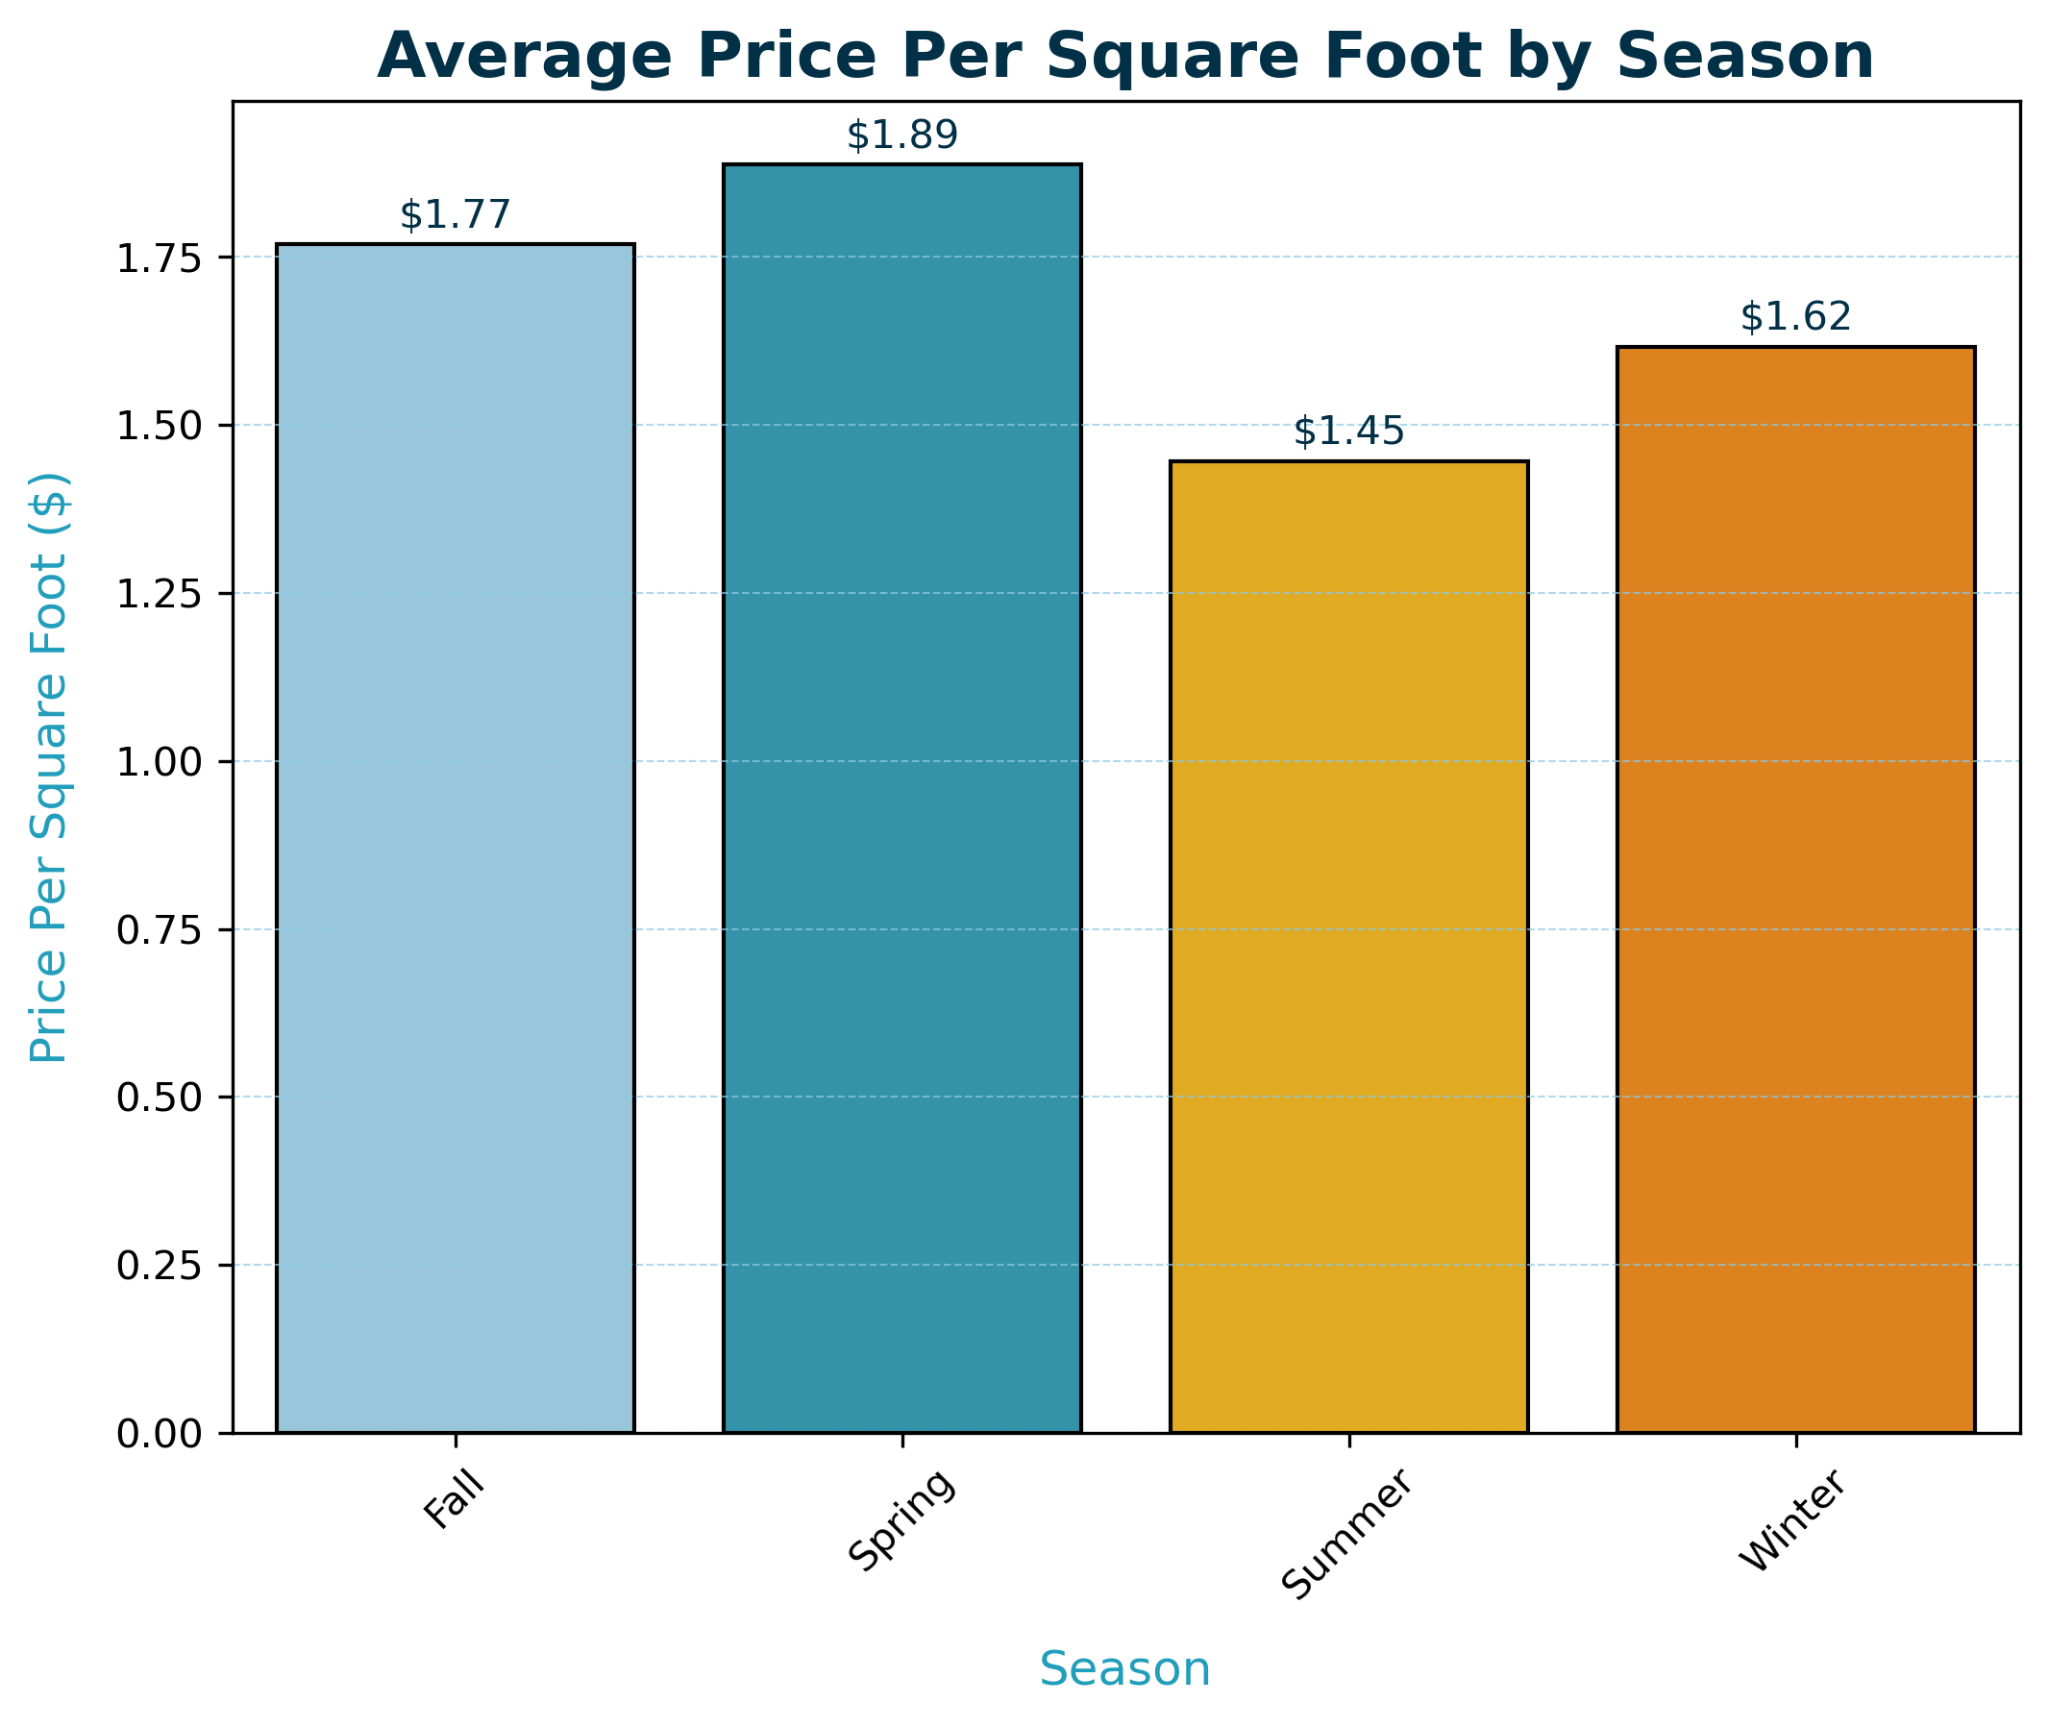 Average Price Per Square Foot by Season
$1.89
$1.77
$1.62
$1.45
Price Per Square Foot ($)
1.75
1.50
1.25
1.00
0.75
0.50
0.25
0.00
Fall
Spring
Summer
Winter
Season